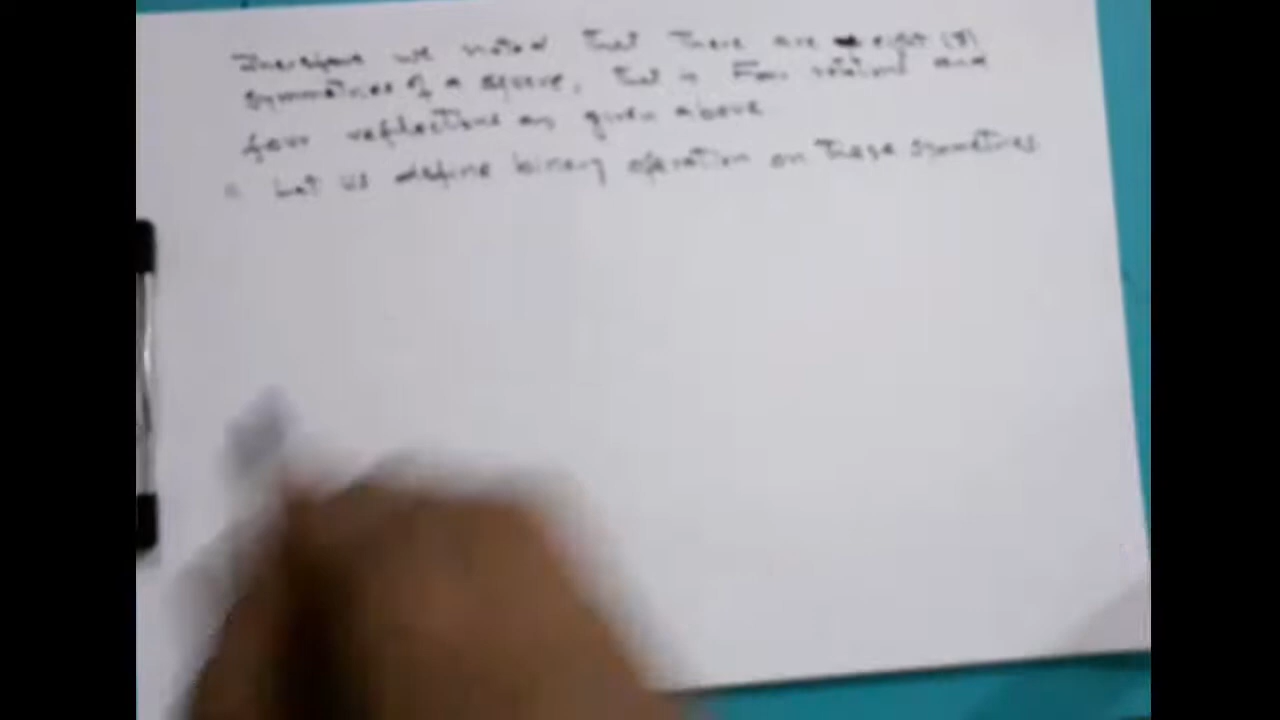 Therefore we noted that there are eight (8)
symmetries of a square, that is Four rotations and
four reflections as given above.
Let us define binary operation on these symmetries